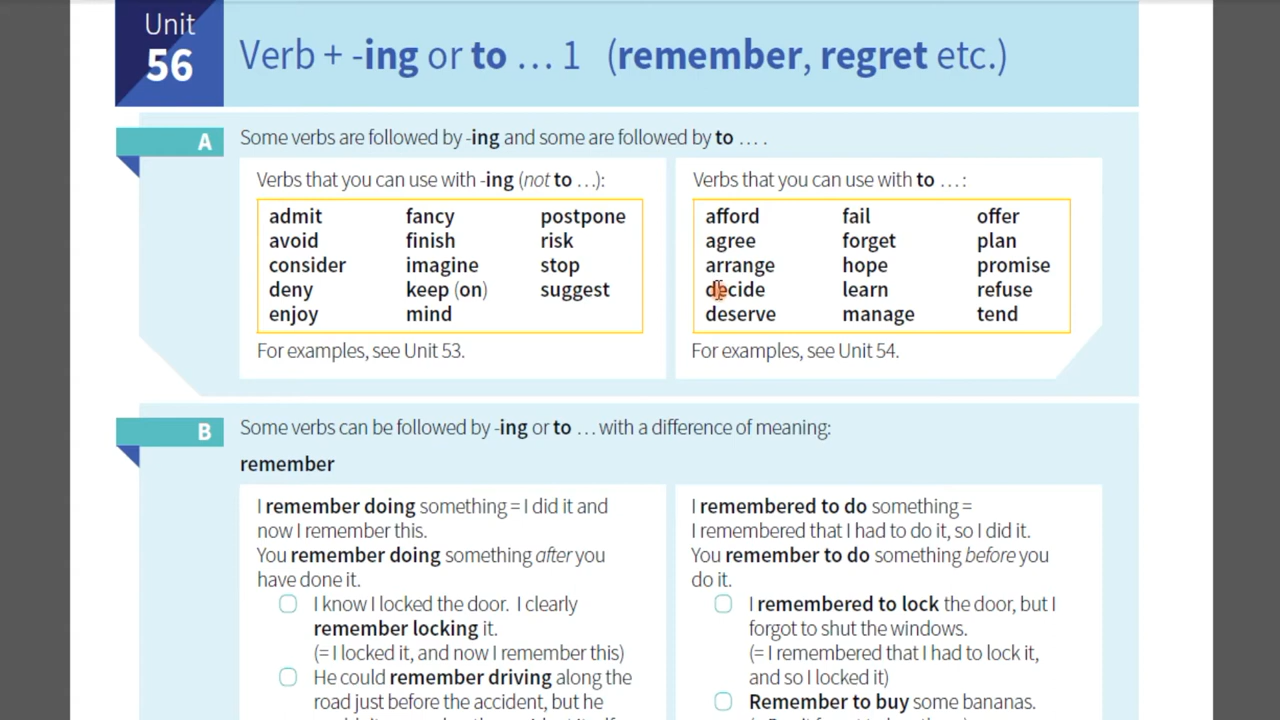 Unit
56
Verb + -ing or to … 1 (remember, regret etc.)
A
Some verbs are followed by -ing and some are followed by to … .
Verbs that you can use with -ing (not to …):
admit fancy postpone
avoid finish risk
consider imagine stop
deny keep (on) suggest
enjoy mind
For examples, see Unit 53.
Verbs that you can use with to … :
afford fail offer
agree forget plan
arrange hope promise
decide learn refuse
deserve manage tend
For examples, see Unit 54.
B
Some verbs can be followed by -ing or to … with a difference of meaning:
remember
I remember doing something = I did it and
now I remember this.
You remember doing something after you
have done it.
I know I locked the door. I clearly
remember locking it.
(= I locked it, and now I remember this)
He could remember driving along the
road just before the accident, but he
I remembered to do something =
I remembered that I had to do it, so I did it.
You remember to do something before you
do it.
I remembered to lock the door, but I
forgot to shut the windows.
(= I remembered that I had to lock it,
and so I locked it)
Remember to buy some bananas.